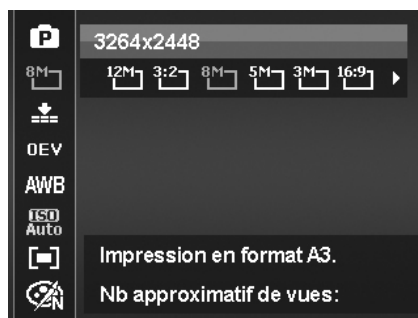 P
3264x2448
8M
12M 3:2 8M 5M 3M 16:9
0EV
AWB
ISO
Auto
Impression en format A3.
N
Nb approximatif de vues: